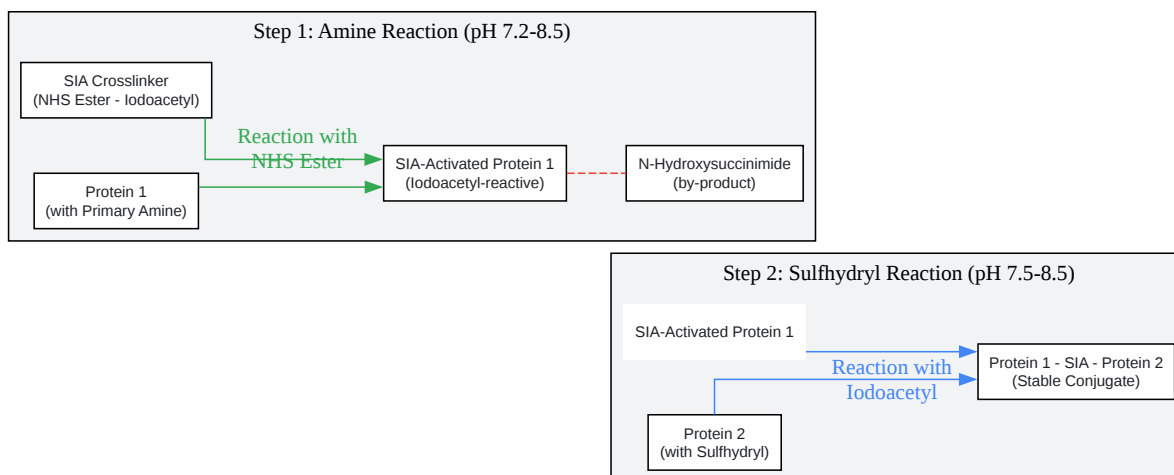 Step 1: Amine Reaction (pH 7.2-8.5)
SIA Crosslinker
(NHS Ester - Iodoacetyl)
Reaction with
NHS Ester
Protein 1
(with Primary Amine)
SIA-Activated Protein 1
(Iodoacetyl-reactive)
N-Hydroxysuccinimide
(by-product)
Step 2: Sulfhydryl Reaction (pH 7.5-8.5)
SIA-Activated Protein 1
Reaction with
Iodoacetyl
Protein 2
(with Sulfhydryl)
Protein 1 - SIA - Protein 2
(Stable Conjugate)